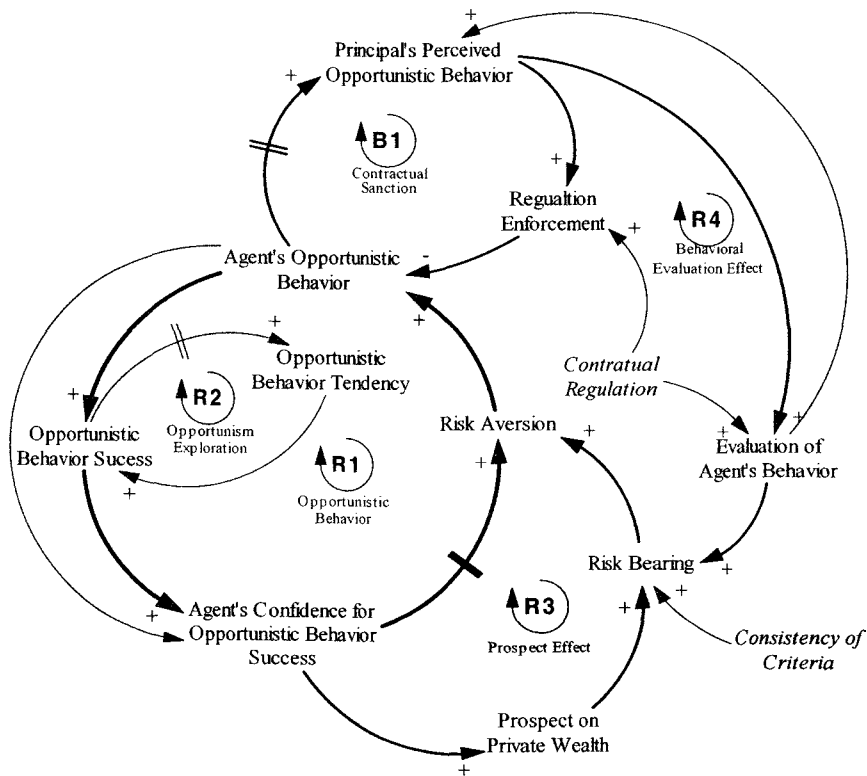 +
Principal's Perceived
Opportunistic Behavior
+
B1
Contractual
Sanction
+
Regualtion
Enforcement
+
R4
Behavioral
Evaluation Effect
-
Agent's Opportunistic
Behavior
+
+
Opportunistic
Behavior Tendency
Contratual
Regulation
+
R2
Opportunism
Exploration
Risk Aversion
+
+
+
Opportunistic
Behavior Sucess
Evaluation of
Agent's Behavior
+
R1
Opportunistic
Behavior
+
+
Risk Bearing
+
+
+
R3
Prospect Effect
+
Agent's Confidence for
Opportunistic Behavior
Success
Consistency of
Criteria
Prospect on
Private Wealth
+